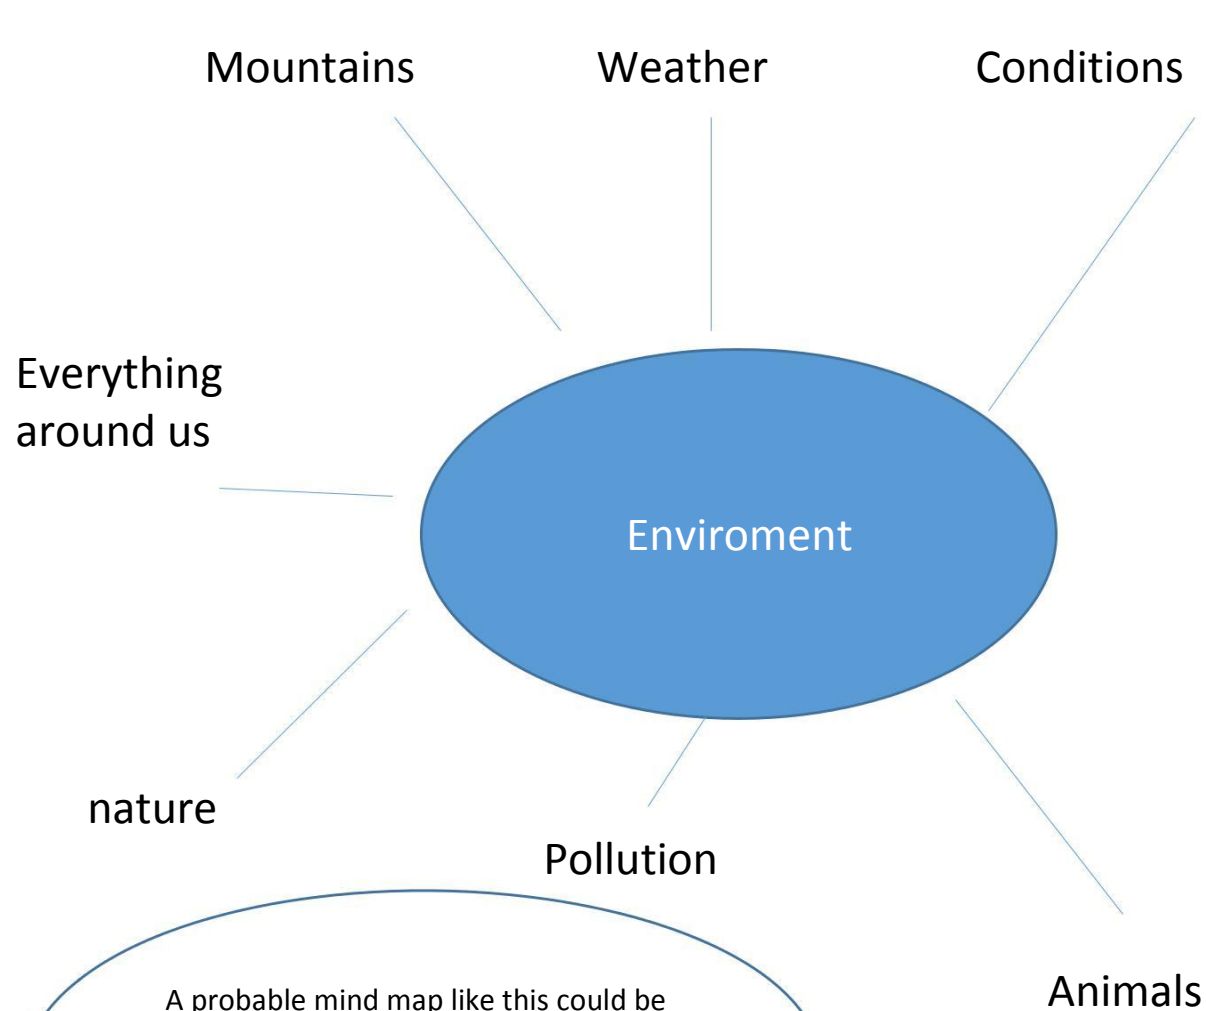 Mountains
Weather
Conditions
Everything
around us
Enviroment
nature
Pollution
Animals
A probable mind map like this could be